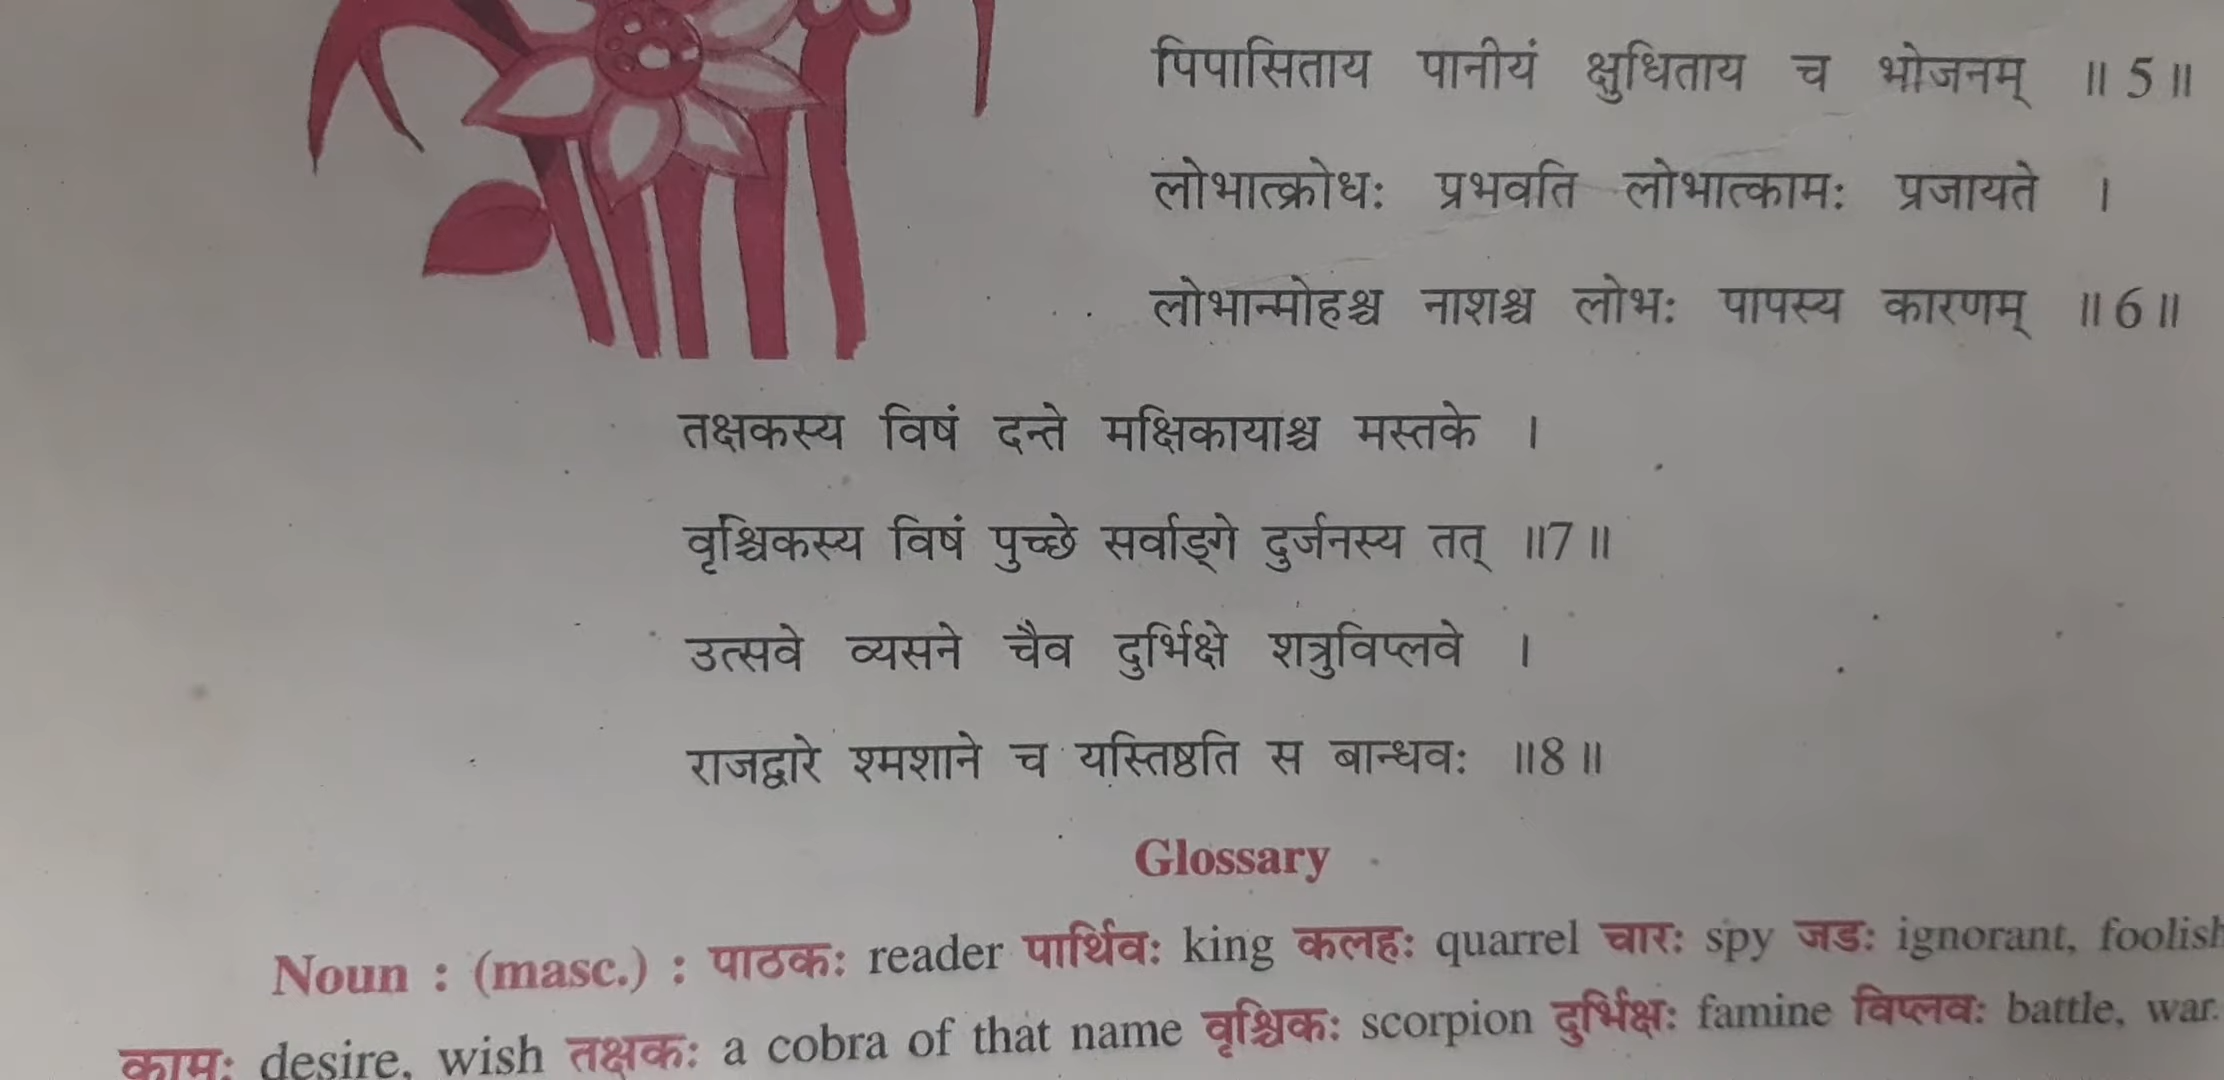 पिपासिताय पानीयं क्षुधिताय च भोजनम् ॥ 5 ॥
लोभात्क्रोधः प्रभवति लोभात्कामः प्रजायते ।
लोभान्मोहश्च नाशश्च लोभः पापस्य कारणम् ॥ 6 ॥
तक्षकस्य विषं दन्ते मक्षिकायाश्च मस्तके ।
वृश्चिकस्य विषं पुच्छे सर्वाङ्गे दुर्जनस्य तत् ॥7 ॥
उत्सवे व्यसने चैव दुर्भिक्षे शत्रुविप्लवे ।
राजद्वारे श्मशाने च यस्तिष्ठति स बान्धवः ॥8 ॥
Glossary
Noun : (masc.) : पाठकः reader पार्थिवः king कलहः quarrel चारः spy जडः ignorant, foolish
कामः desire, wish तक्षकः a cobra of that name वृश्चिकः scorpion दुर्भिक्षः famine विप्लवः battle, war.